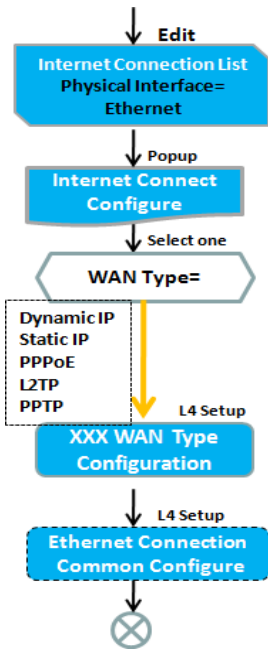 Edit
Internet Connection List
Physical Interface=
Ethernet
Popup
Internet Connect
Configure
Select one
WAN Type=
Dynamic IP
Static IP
PPPoE
L2TP
PPTP
L4 Setup
XXX WAN Type
Configuration
L4 Setup
Ethernet Connection
Common Configure